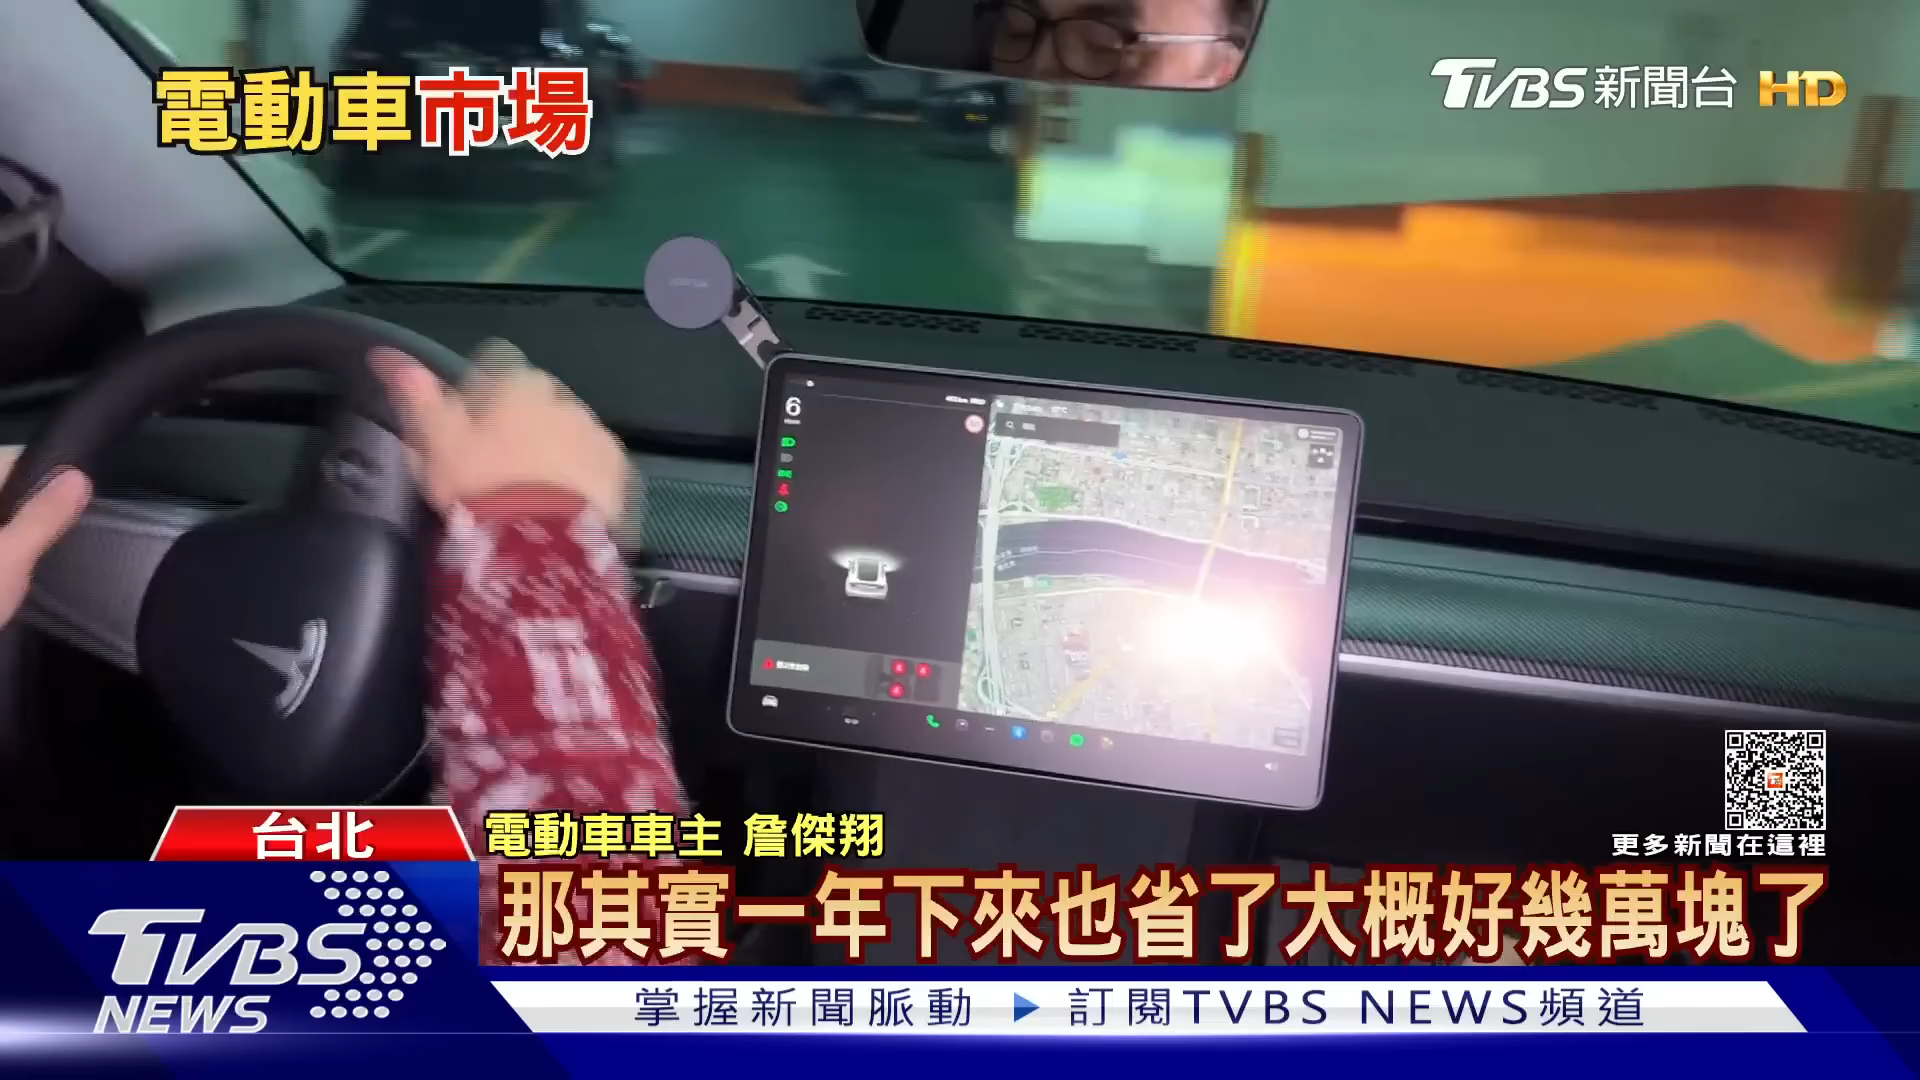 電動車市場
TVBS新聞台 HD
6
台北
電動車車主 詹傑翔
那其實一年下來也省了大概好幾萬塊了
更多新聞在這裡
TVBS
NEWS
掌握新聞脈動 ▶ 訂閱TVBS NEWS頻道